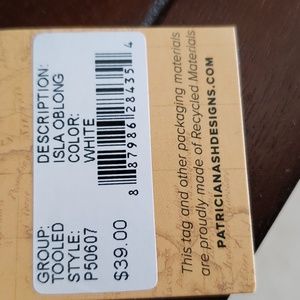 GROUP: DESCRIPTION:
TOOLED ISLA OBLONG
STYLE: COLOR:
P50607 WHITE
8 87986 28435 4
$39.00
This tag and other packaging materials
are proudly made of Recycled Materials
PATRICIANASHDESIGNS.COM